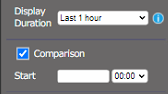 Display
Duration
Last 1 hour
Comparison
Start
00:00